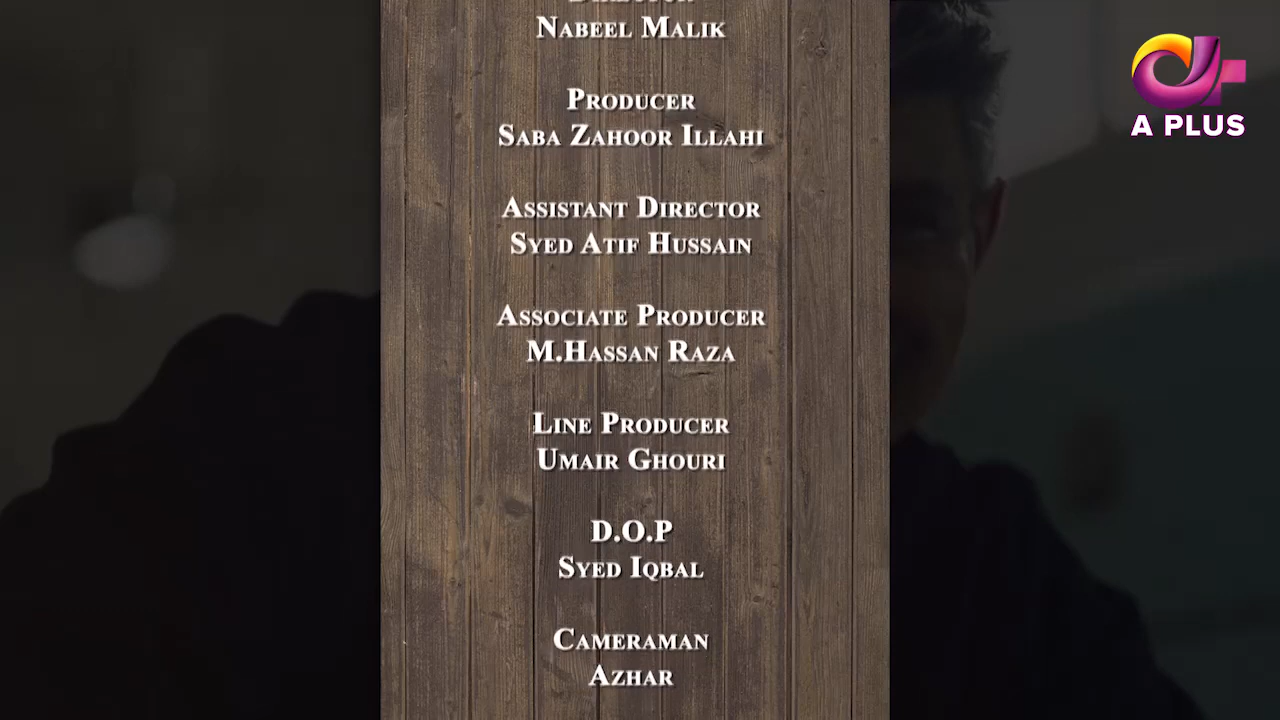 Director
Nabeel Malik
Producer
Saba Zahoor Illahi
Assistant Director
Syed Atif Hussain
Associate Producer
M.Hassan Raza
Line Producer
Umair Ghouri
D.O.P
Syed Iqbal
Cameraman
Azhar
A PLUS